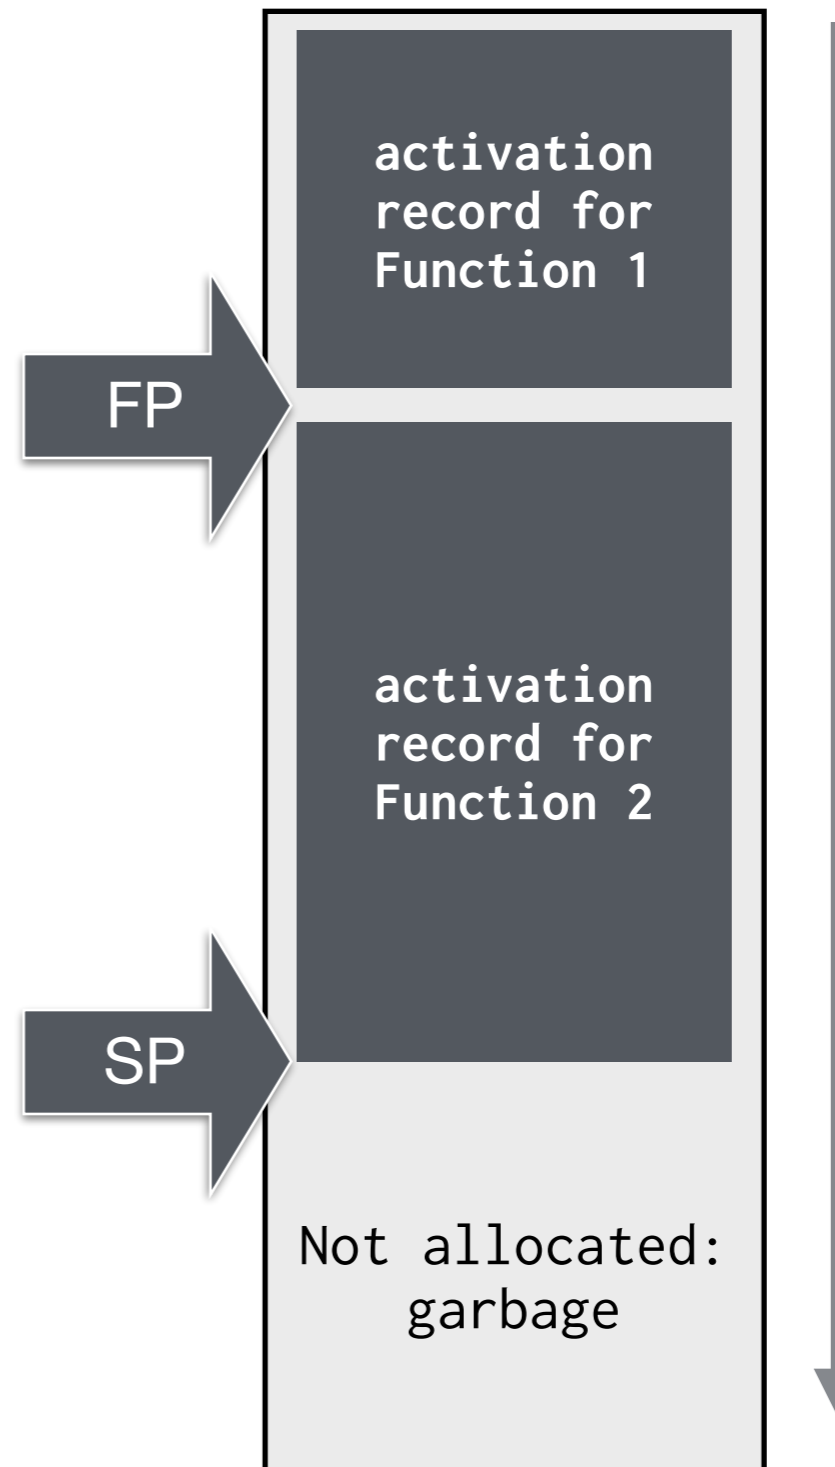 activation
record for
Function 1
FP
activation
record for
Function 2
SP
Not allocated:
garbage